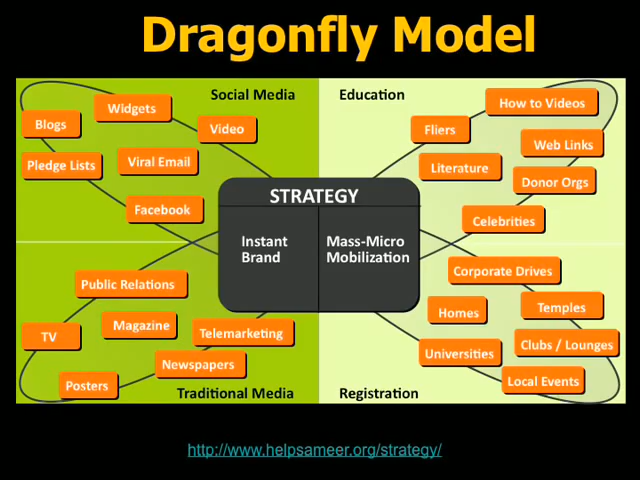 Dragonfly Model
Social Media
Widgets
Blogs
Video
Pledge Lists
Viral Email
Facebook
Education
How to Videos
Fliers
Web Links
Literature
Donor Orgs
Celebrities
STRATEGY
Instant
Brand
Mass-Micro
Mobilization
Public Relations
TV
Magazine
Telemarketing
Newspapers
Posters
Traditional Media
Corporate Drives
Homes
Temples
Universities
Clubs / Lounges
Local Events
Registration
http://www.helpsameer.org/strategy/